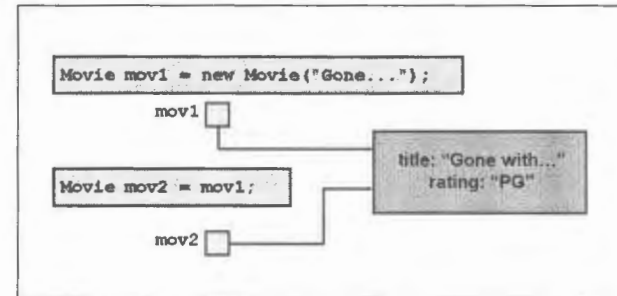 Movie mov1 = new Movie("Gone...");
mov1
title: "Gone with..."
rating: "PG"
Movie mov2 = mov1;
mov2